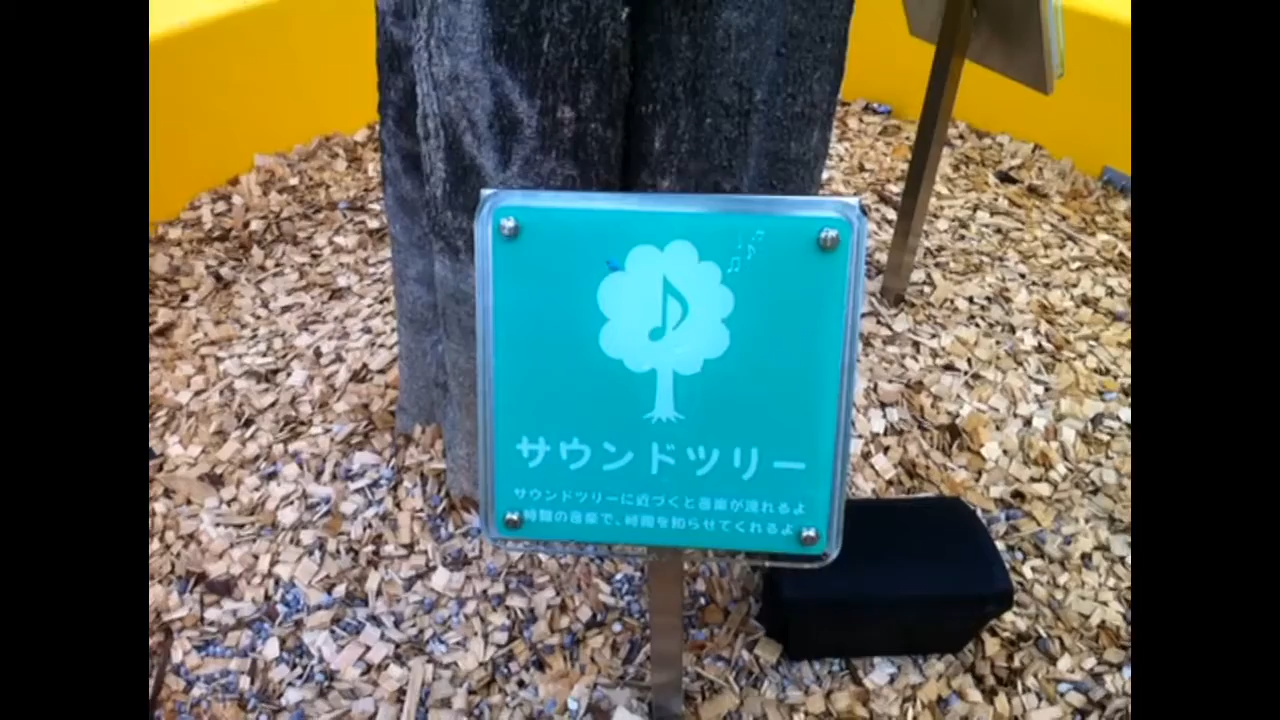 サウンドツリー
サウンドツリーに近づくと音楽が流れるよ
時間の音楽で、時間を知らせてくれるよ